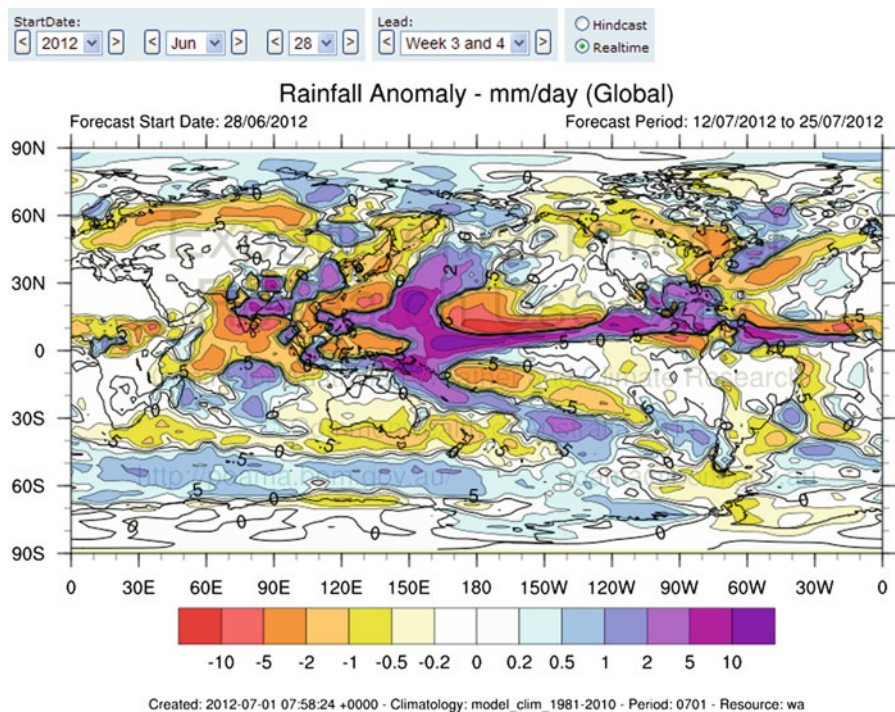 StartDate:
< 2012 > < Jun > < 28 >
Lead:
< Week 3 and 4 >
Hindcast
Realtime
Rainfall Anomaly - mm/day (Global)
Forecast Start Date: 28/06/2012
Forecast Period: 12/07/2012 to 25/07/2012
90N
60N
30N
0
30S
60S
90S
0 30E 60E 90E 120E 150E 180 150W 120W 90W 60W 30W 0
-10 -5 -2 -1 -0.5 -0.2 0 0.2 0.5 1 2 5 10
Created: 2012-07-01 07:58:24 +0000 - Climatology: model_clim_1981-2010 - Period: 0701 - Resource: wa